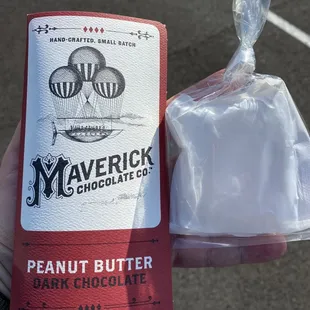 HAND-CRAFTED, SMALL BATCH
MAVERICK
CHOCOLATE CO.
PEANUT BUTTER
DARK CHOCOLATE